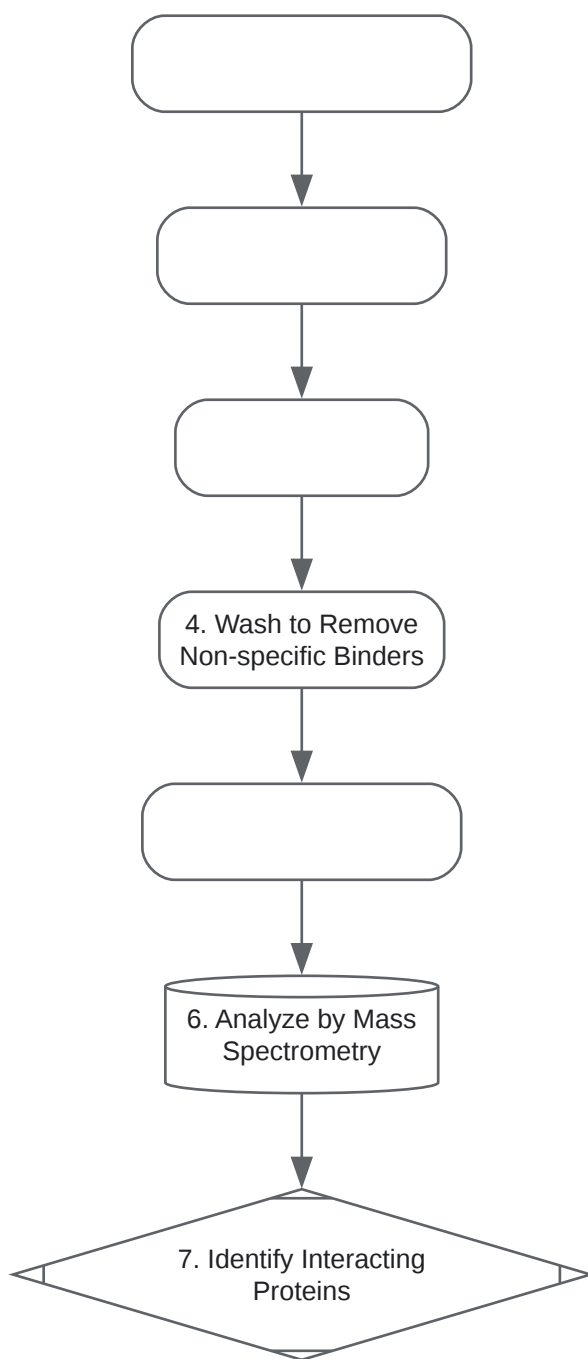 4. Wash to Remove
Non-specific Binders
6. Analyze by Mass
Spectrometry
7. Identify Interacting
Proteins